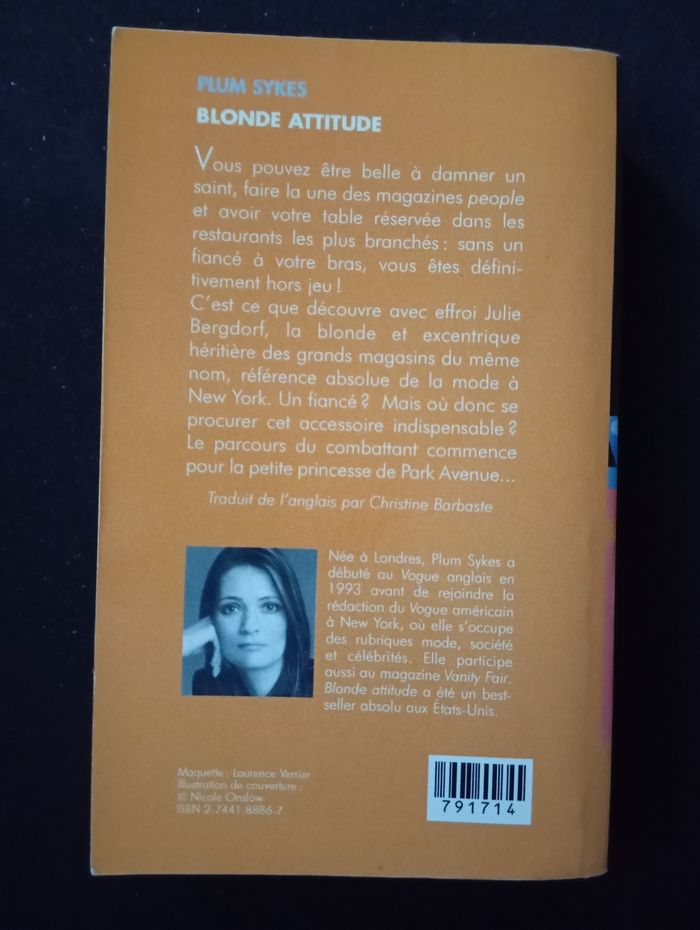 PLUM SYKES
BLONDE ATTITUDE
Vous pouvez être belle à damner un
saint, faire la une des magazines people
et avoir votre table réservée dans les
restaurants les plus branchés : sans un
fiancé à votre bras, vous êtes défini-
tivement hors jeu !
C'est ce que découvre avec effroi Julie
Bergdorf, la blonde et excentrique
héritière des grands magasins du même
nom, référence absolue de la mode à
New York. Un fiancé ? Mais où donc se
procurer cet accessoire indispensable ?
Le parcours du combattant commence
pour la petite princesse de Park Avenue...
Traduit de l'anglais par Christine Barbaste
Née à Londres, Plum Sykes a
débuté au Vogue anglais en
1993 avant de rejoindre la
rédaction du Vogue américain
à New York, où elle s'occupe
des rubriques mode, société
et célébrités. Elle participe
aussi au magazine Vanity Fair.
Blonde attitude a été un best-
seller absolu aux États-Unis.
Maquette : Laurence Verrier
Illustration de couverture :
© Nicole Onslow
ISBN 2-7441-8886-7
791714